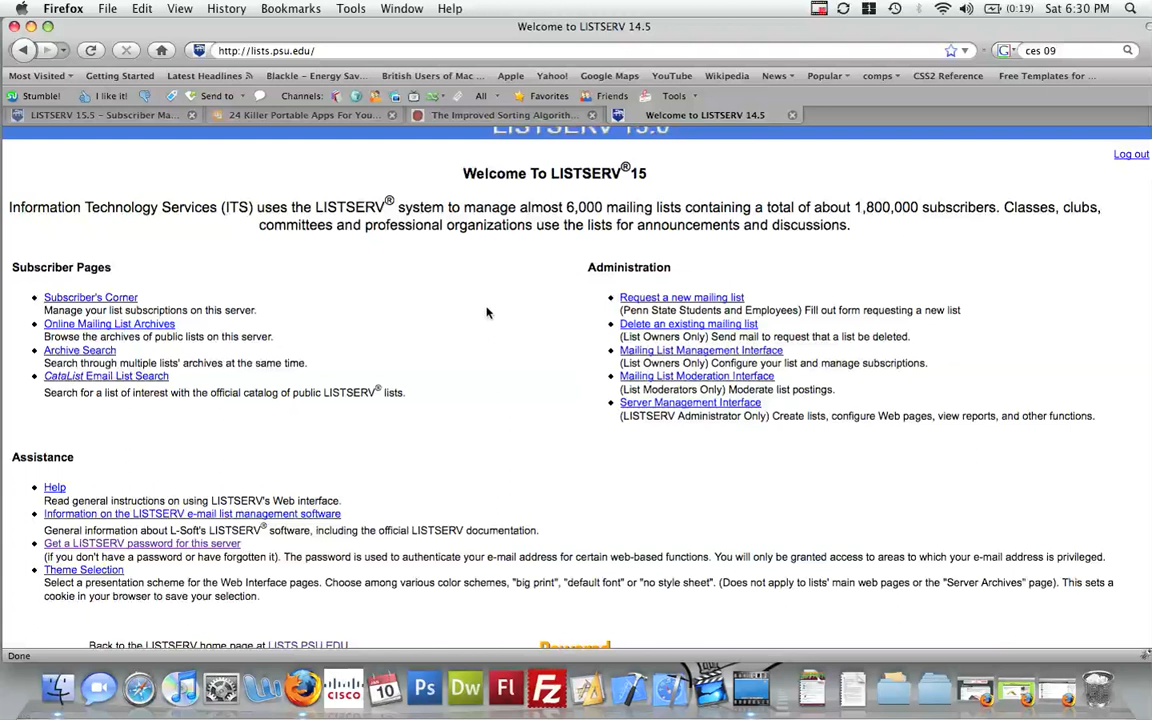 Firefox File Edit View History Bookmarks Tools Window Help (0:19) Sat 6:30 PM
Welcome to LISTSERV 14.5
http://lists.psu.edu/ ces 09
Most Visited Getting Started Latest Headlines Blackle - Energy Sav... British Users of Mac ... Apple Yahoo! Google Maps YouTube Wikipedia News Popular comps CSS2 Reference Free Templates for ...
Stumble! I like it! Send to Channels: All Favorites Friends Tools
LISTSERV 15.5 - Subscriber Ma... 24 Killer Portable Apps For You... The Improved Sorting Algorith... Welcome to LISTSERV 14.5
LISTSERV 15.0
Log out
Welcome To LISTSERV®15
Information Technology Services (ITS) uses the LISTSERV® system to manage almost 6,000 mailing lists containing a total of about 1,800,000 subscribers. Classes, clubs,
committees and professional organizations use the lists for announcements and discussions.
Subscriber Pages
Subscriber's Corner
Manage your list subscriptions on this server.
Online Mailing List Archives
Browse the archives of public lists on this server.
Archive Search
Search through multiple lists' archives at the same time.
CataList Email List Search
Search for a list of interest with the official catalog of public LISTSERV® lists.
Administration
Request a new mailing list
(Penn State Students and Employees) Fill out form requesting a new list
Delete an existing mailing list
(List Owners Only) Send mail to request that a list be deleted.
Mailing List Management Interface
(List Owners Only) Configure your list and manage subscriptions.
Mailing List Moderation Interface
(List Moderators Only) Moderate list postings.
Server Management Interface
(LISTSERV Administrator Only) Create lists, configure Web pages, view reports, and other functions.
Assistance
Help
Read general instructions on using LISTSERV's Web interface.
Information on the LISTSERV e-mail list management software
General information about L-Soft's LISTSERV® software, including the official LISTSERV documentation.
Get a LISTSERV password for this server
(if you don't have a password or have forgotten it). The password is used to authenticate your e-mail address for certain web-based functions. You will only be granted access to areas to which your e-mail address is privileged.
Theme Selection
Select a presentation scheme for the Web Interface pages. Choose among various color schemes, "big print", "default font" or "no style sheet". (Does not apply to lists' main web pages or the "Server Archives" page). This sets a
cookie in your browser to save your selection.
Back to the LISTSERV home page at LISTS.PSU.EDU
Powered
Done
CISCO 10 Ps Dw Fl Fz